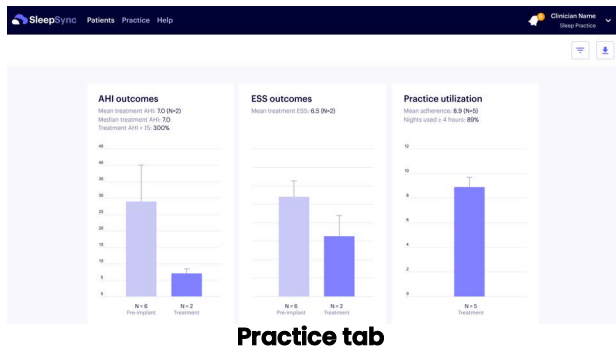 SleepSync Patients Practice Help
Clinician Name
Sleep Practice
AHI outcomes
Mean treatment AHI: 7.0 (N=2)
Median treatment AHI: 7.0
Treatment AHI < 15: 300%
45
40
35
30
25
20
15
10
5
0
N = 6 N = 2
Pre-implant Treatment
ESS outcomes
Mean treatment ESS: 6.5 (N=2)
N = 6 N = 2
Pre-implant Treatment
Practice utilization
Mean adherence: 8.9 (N=5)
Nights used ≥ 4 hours: 89%
12
10
8
6
4
2
0
N = 5
Treatment
Practice tab